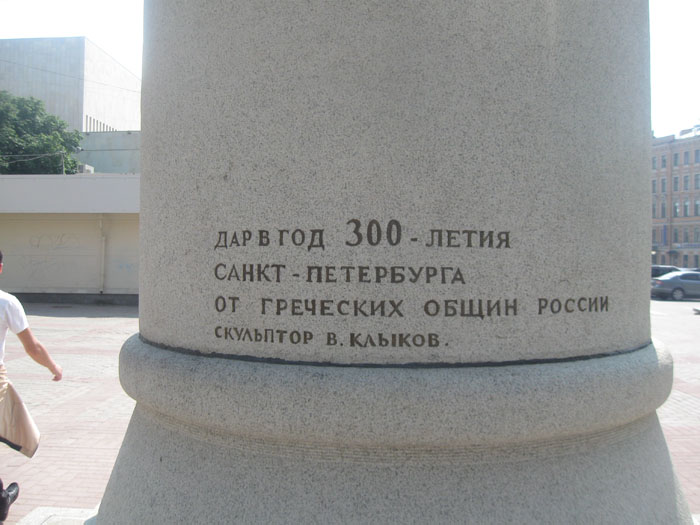 ДАР В ГОД 300 - ЛЕТИЯ
САНКТ - ПЕТЕРБУРГА
ОТ ГРЕЧЕСКИХ ОБЩИН РОССИИ
СКУЛЬПТОР В. КЛЫКОВ.